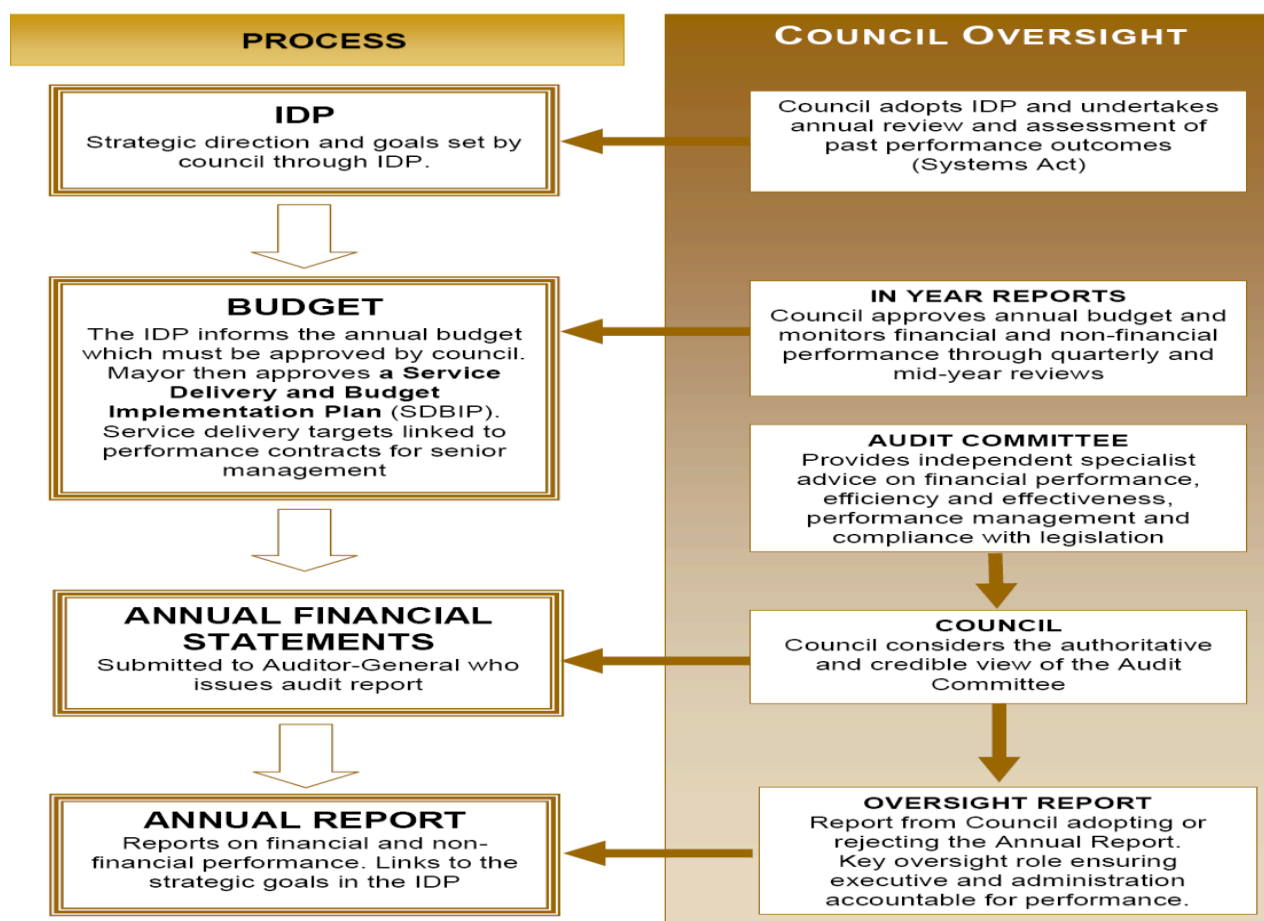 PROCESS
IDP
Strategic direction and goals set by
council through IDP.
BUDGET
The IDP informs the annual budget
which must be approved by council.
Mayor then approves a Service
Delivery and Budget
Implementation Plan (SDBIP).
Service delivery targets linked to
performance contracts for senior
management
ANNUAL FINANCIAL
STATEMENTS
Submitted to Auditor-General who
issues audit report
ANNUAL REPORT
Reports on financial and non-
financial performance. Links to the
strategic goals in the IDP
COUNCIL OVERSIGHT
Council adopts IDP and undertakes
annual review and assessment of
past performance outcomes
(Systems Act)
IN YEAR REPORTS
Council approves annual budget and
monitors financial and non-financial
performance through quarterly and
mid-year reviews
AUDIT COMMITTEE
Provides independent specialist
advice on financial performance,
efficiency and effectiveness,
performance management and
compliance with legislation
COUNCIL
Council considers the authoritative
and credible view of the Audit
Committee
OVERSIGHT REPORT
Report from Council adopting or
rejecting the Annual Report.
Key oversight role ensuring
executive and administration
accountable for performance.